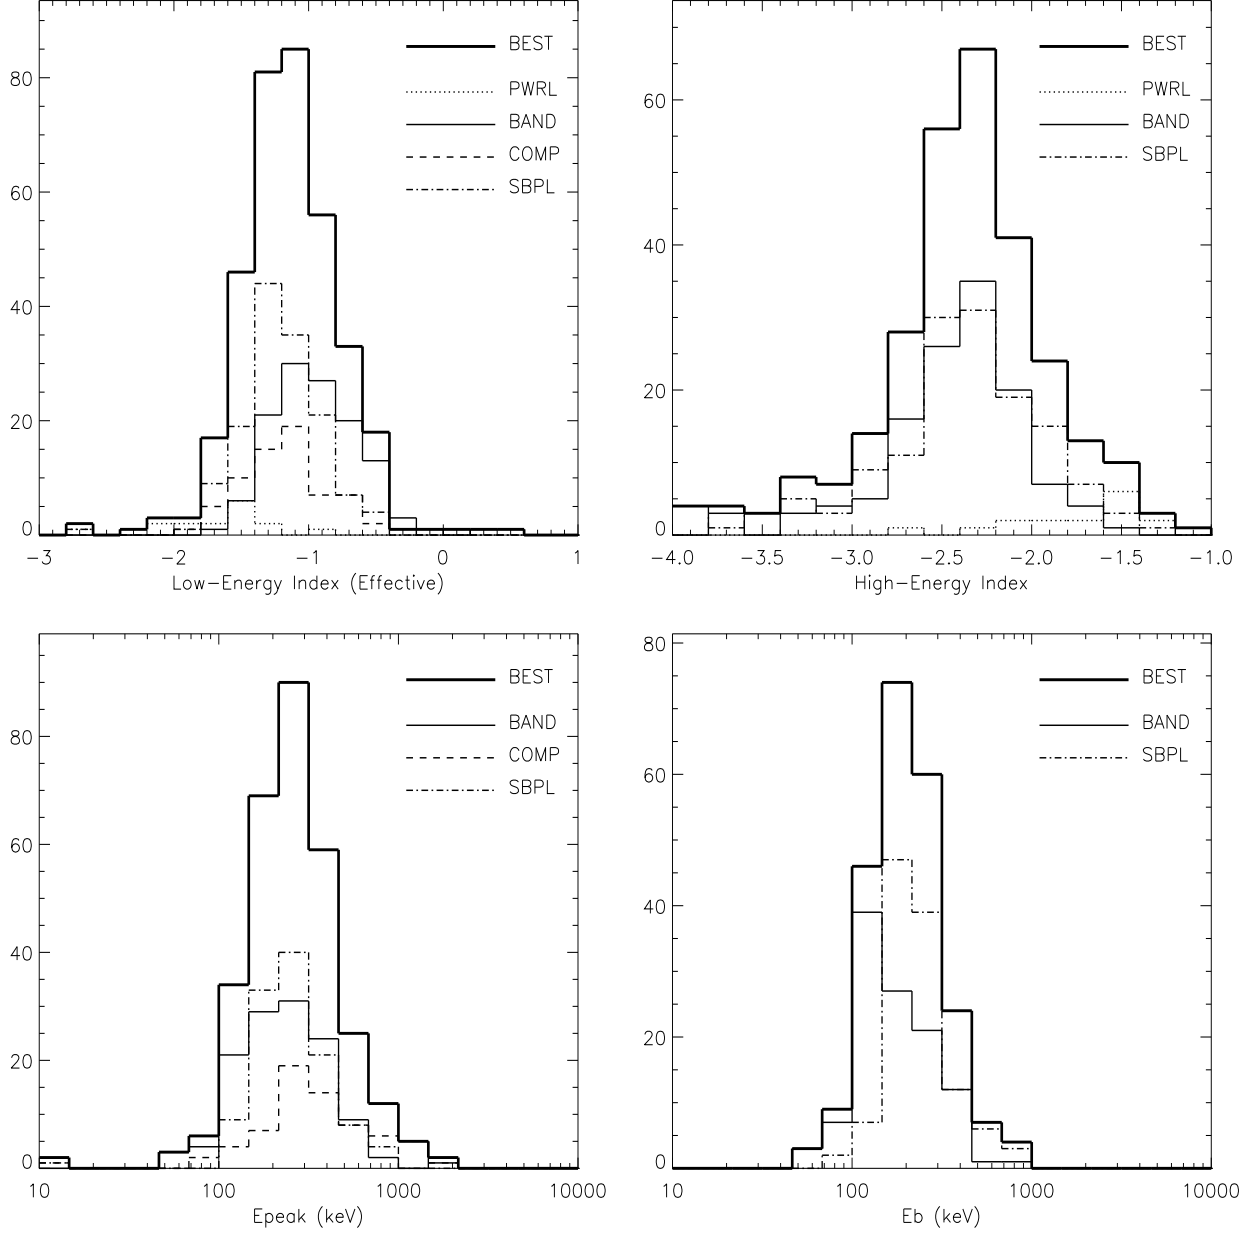 BEST
PWRL
BAND
COMP
SBPL
80
60
40
20
0
-3 -2 -1 0 1
Low-Energy Index (Effective)
BEST
PWRL
BAND
SBPL
60
40
20
0
-4.0 -3.5 -3.0 -2.5 -2.0 -1.5 -1.0
High-Energy Index
BEST
BAND
COMP
SBPL
80
60
40
20
0
10 100 1000 10000
Epeak (keV)
BEST
BAND
SBPL
80
60
40
20
0
10 100 1000 10000
Eb (keV)